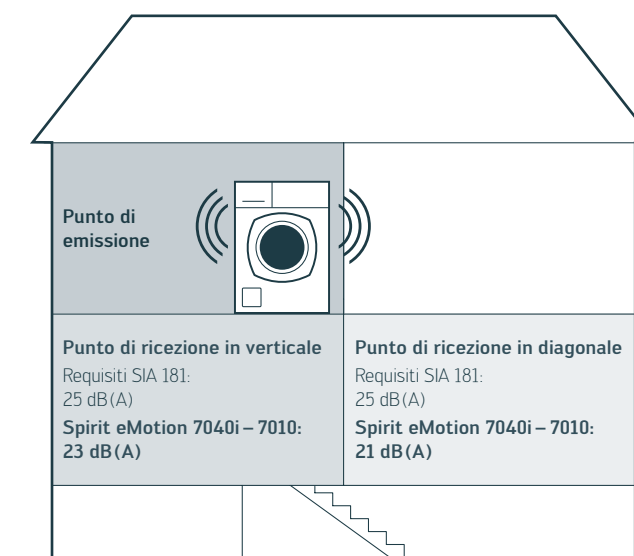 Punto di
emissione
Punto di ricezione in verticale
Requisiti SIA 181:
25 dB(A)
Spirit eMotion 7040i – 7010:
23 dB(A)
Punto di ricezione in diagonale
Requisiti SIA 181:
25 dB(A)
Spirit eMotion 7040i – 7010:
21 dB(A)